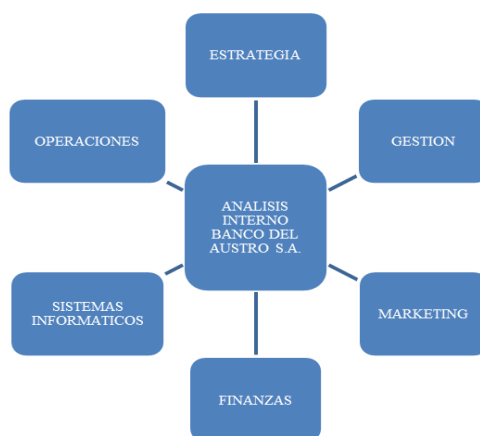 ESTRATEGIA
OPERACIONES
GESTION
ANALISIS
INTERNO
BANCO DEL
AUSTRO S.A.
SISTEMAS
INFORMATICOS
MARKETING
FINANZAS